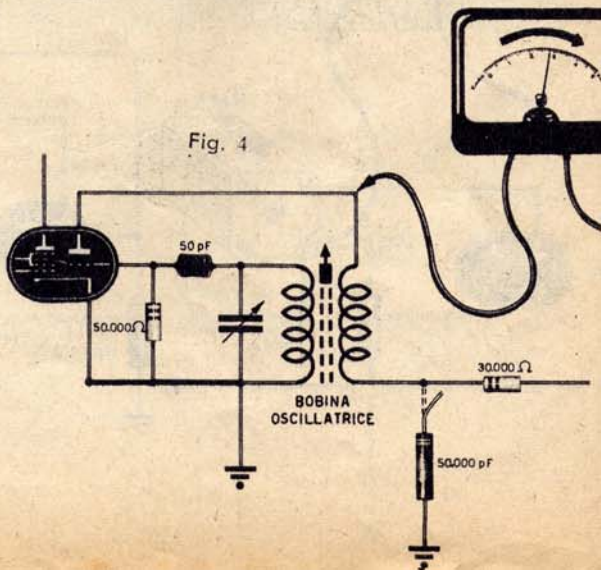 Fig. 4
50 pF
50.000 Ω
30.000 Ω
BOBINA
OSCILLATRICE
50.000 pF